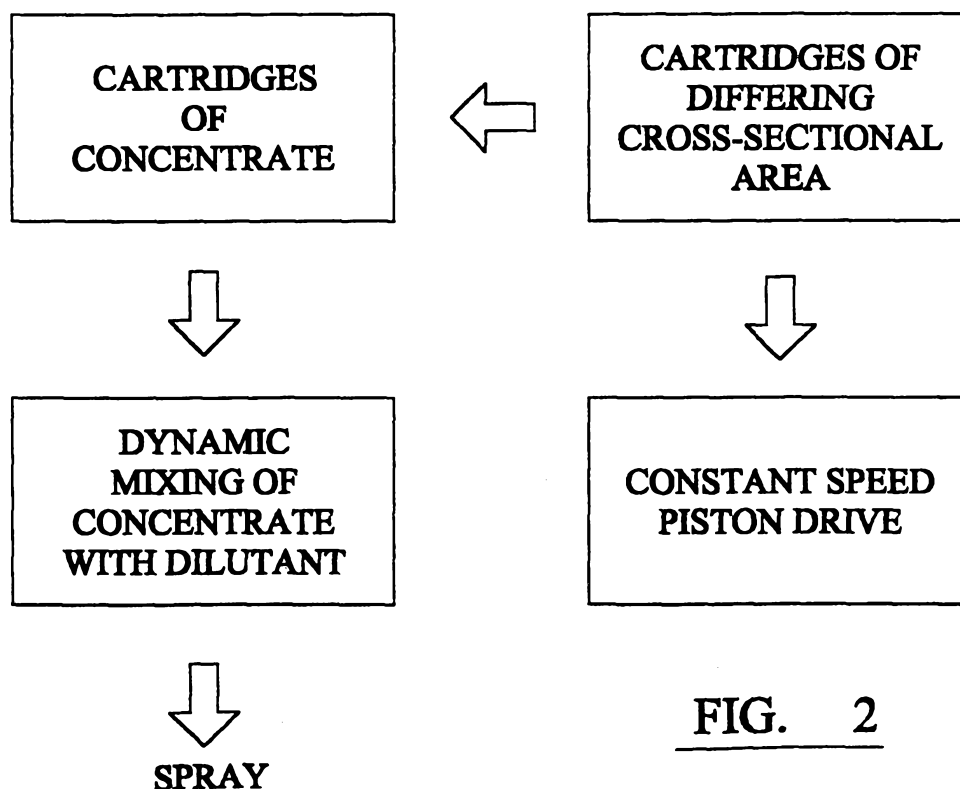 CARTRIDGES
OF
CONCENTRATE
CARTRIDGES OF
DIFFERING
CROSS-SECTIONAL
AREA
DYNAMIC
MIXING OF
CONCENTRATE
WITH DILUTANT
CONSTANT SPEED
PISTON DRIVE
SPRAY
FIG. 2